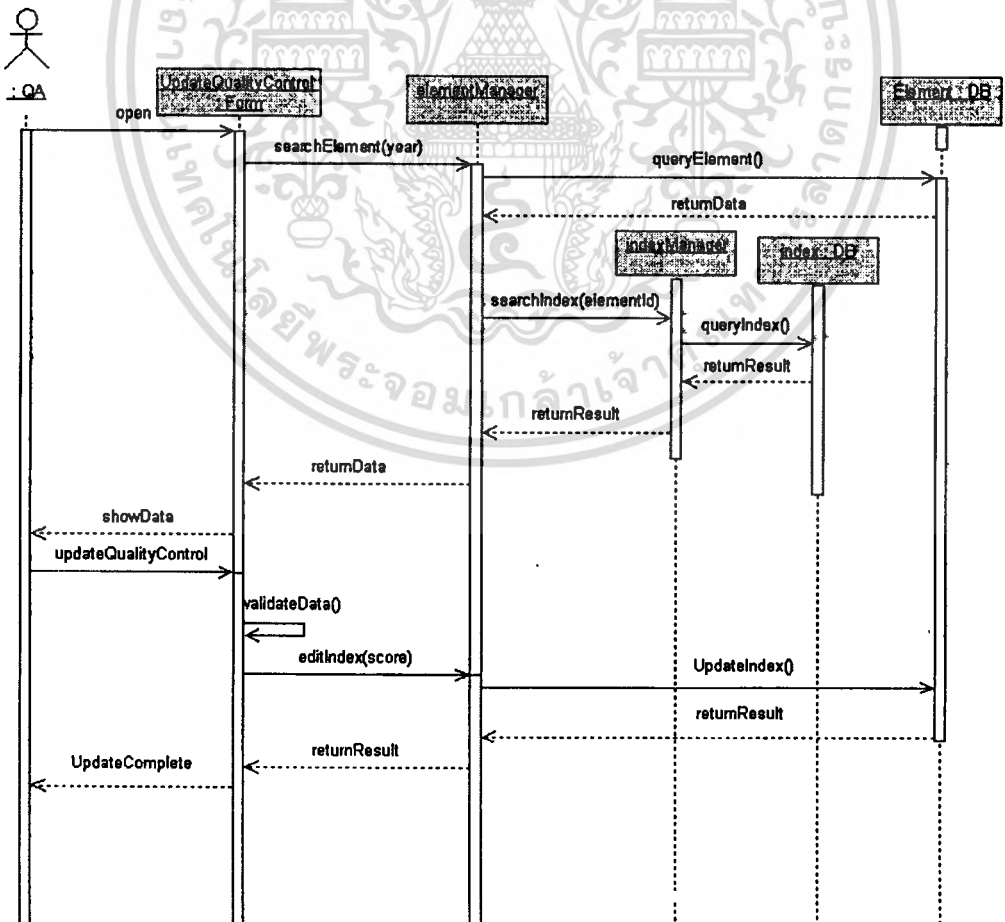 : QA
UpdateQualityControl
: Form
elementManager
Element : DB
open
searchElement(year)
queryElement()
returnData
indexManager
index : DB
searchIndex(elementId)
queryIndex()
returnResult
returnResult
returnData
showData
updateQualityControl
validateData()
editIndex(score)
UpdateIndex()
returnResult
returnResult
UpdateComplete